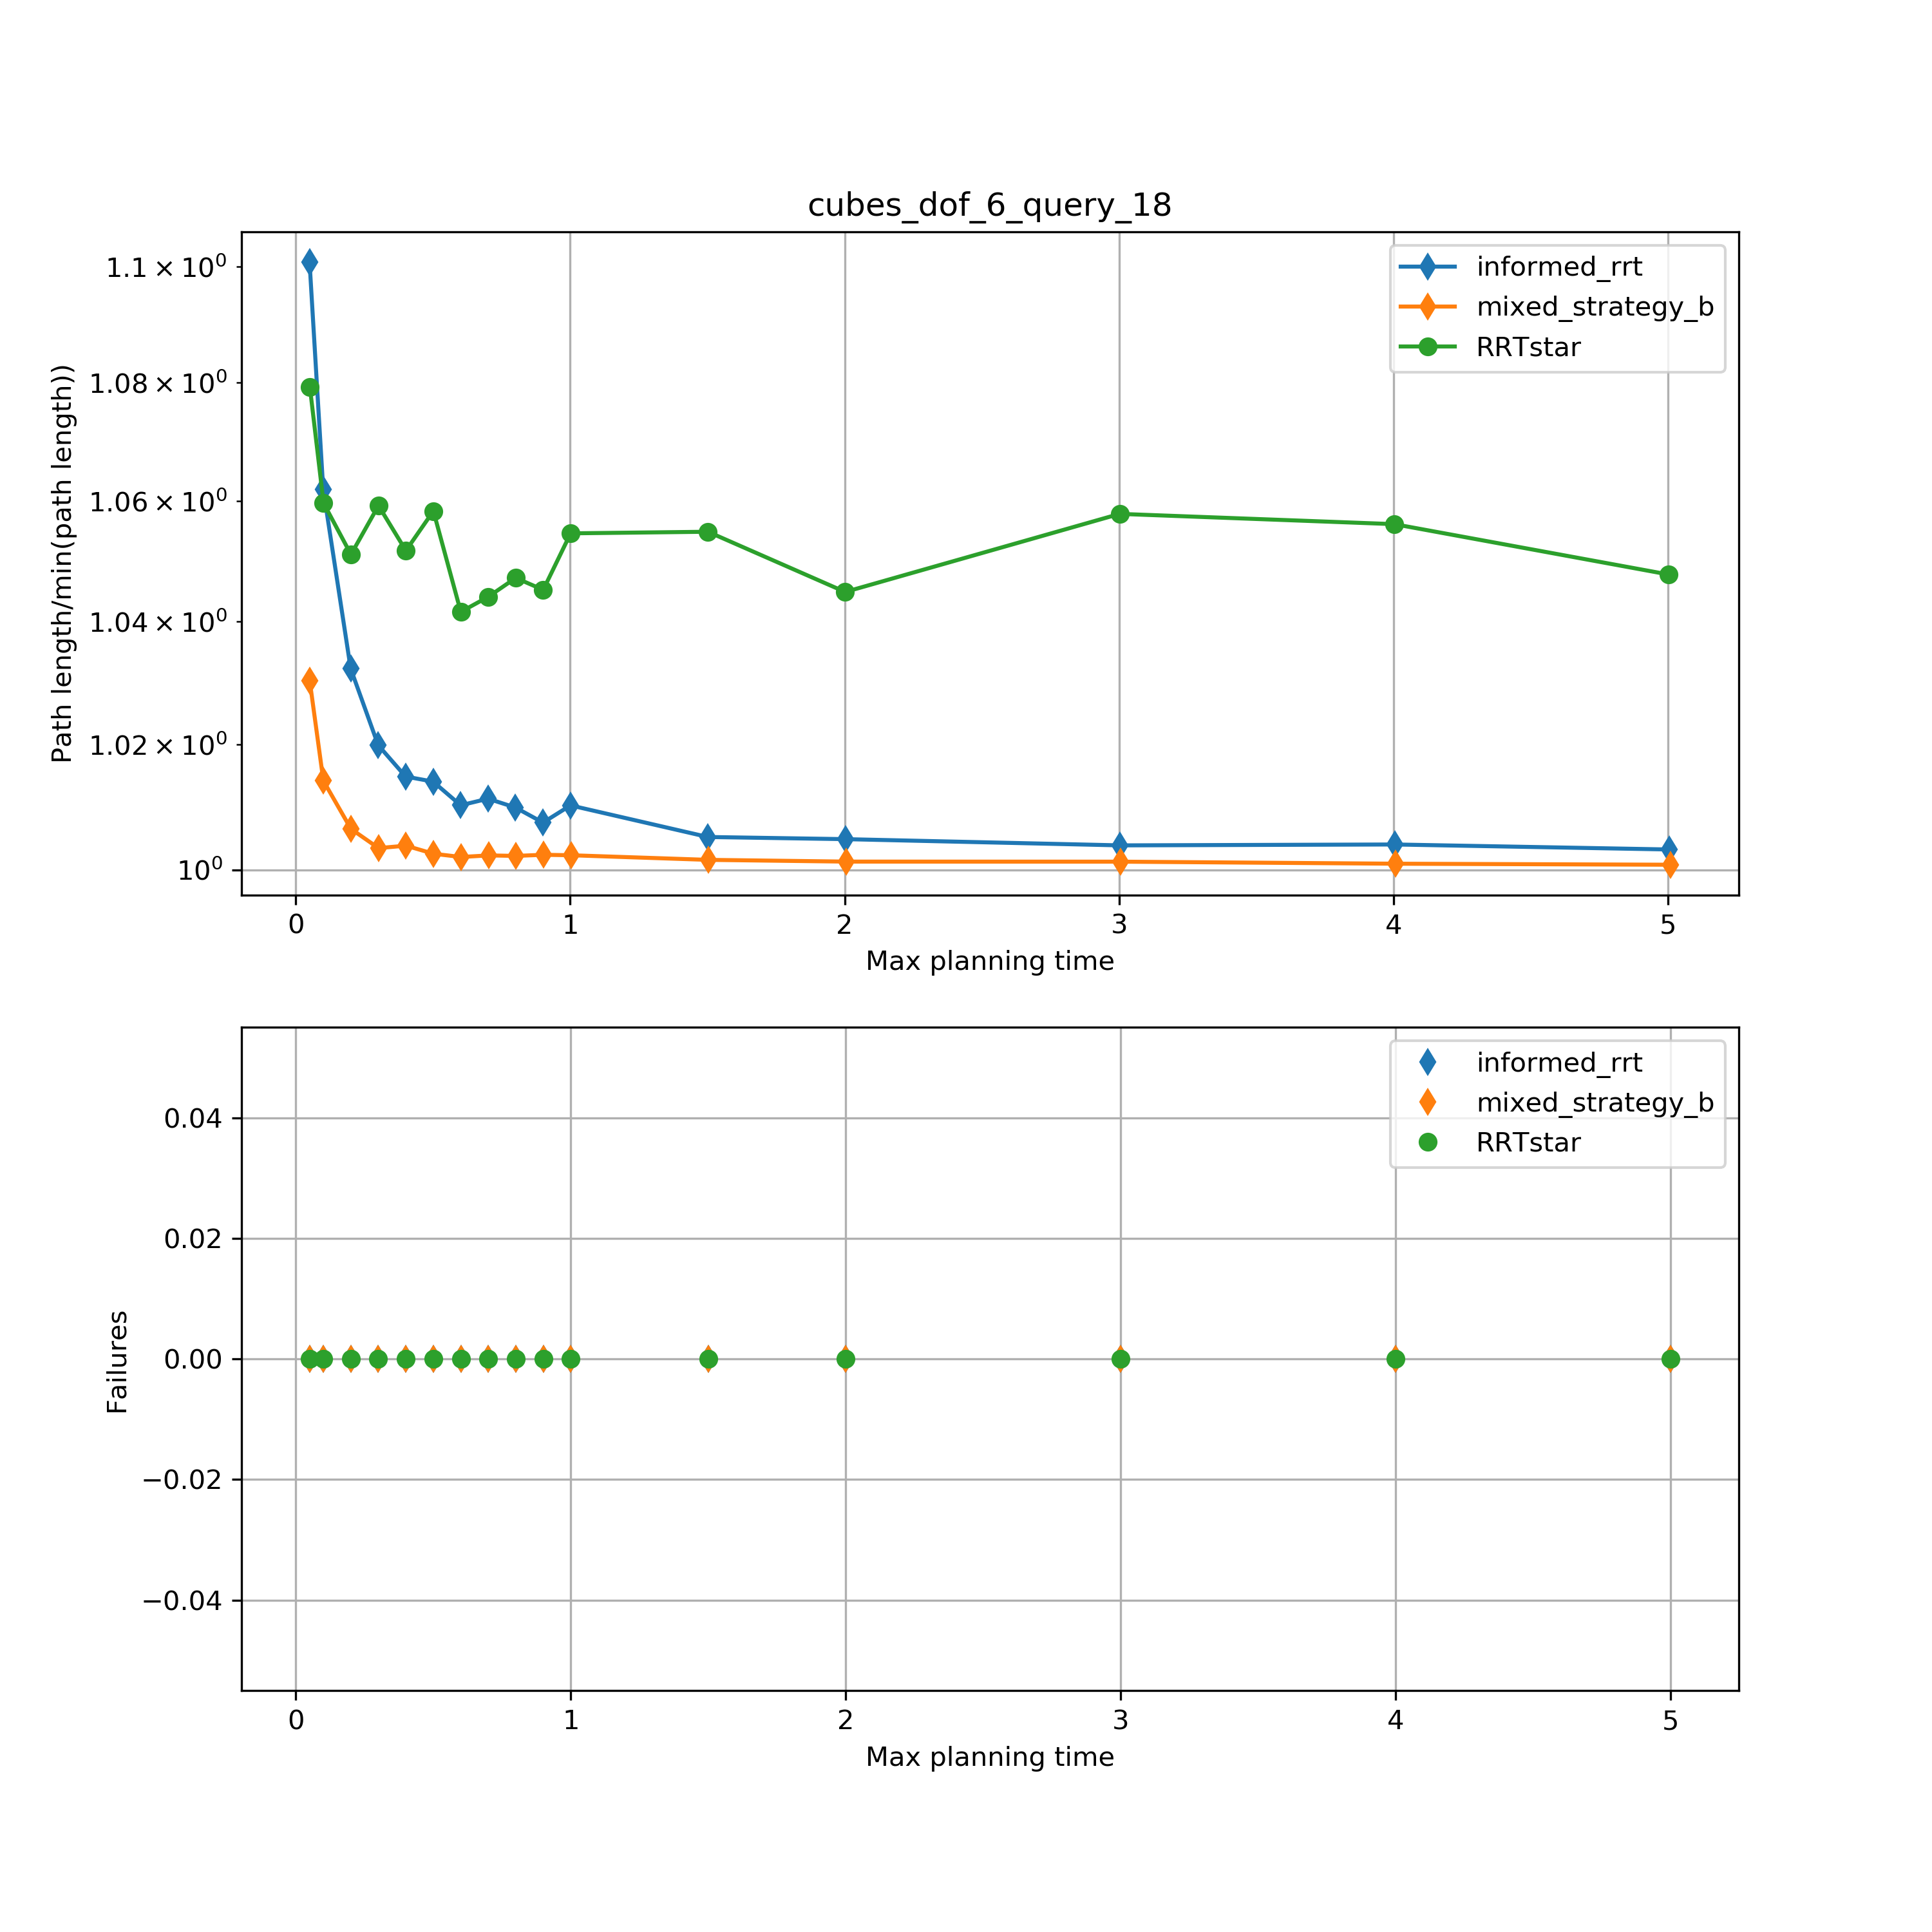 cubes_dof_6_query_18
Path length/min(path length))
1.1 × 10⁰
1.08 × 10⁰
1.06 × 10⁰
1.04 × 10⁰
1.02 × 10⁰
10⁰
informed_rrt
mixed_strategy_b
RRTstar
0 1 2 3 4 5
Max planning time
Failures
0.04
0.02
0.00
−0.02
−0.04
informed_rrt
mixed_strategy_b
RRTstar
0 1 2 3 4 5
Max planning time